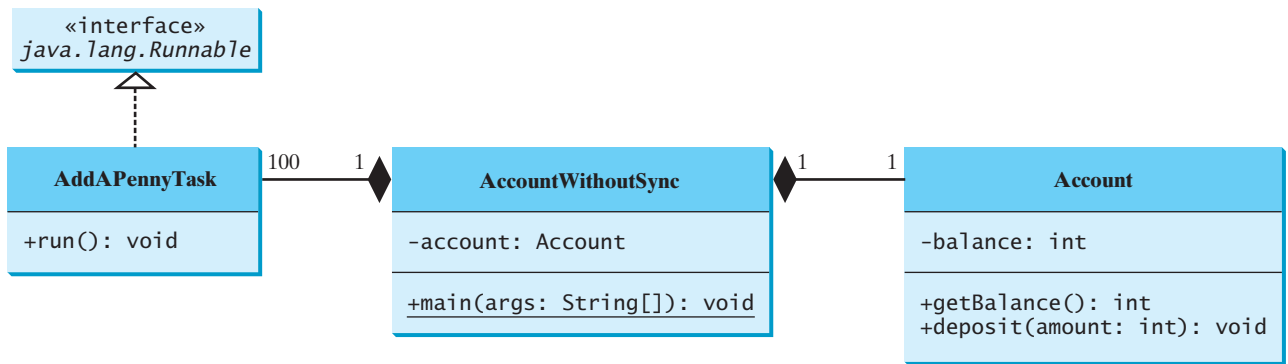 «interface»
java.lang.Runnable
AddAPennyTask
+run(): void
100
1
AccountWithoutSync
-account: Account
+main(args: String[]): void
1
1
Account
-balance: int
+getBalance(): int
+deposit(amount: int): void